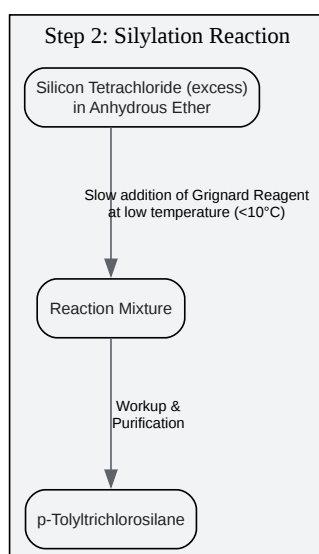 Step 2: Silylation Reaction
Silicon Tetrachloride (excess)
in Anhydrous Ether
Slow addition of Grignard Reagent
at low temperature (<10°C)
Reaction Mixture
Workup &
Purification
p-Tolyltrichlorosilane